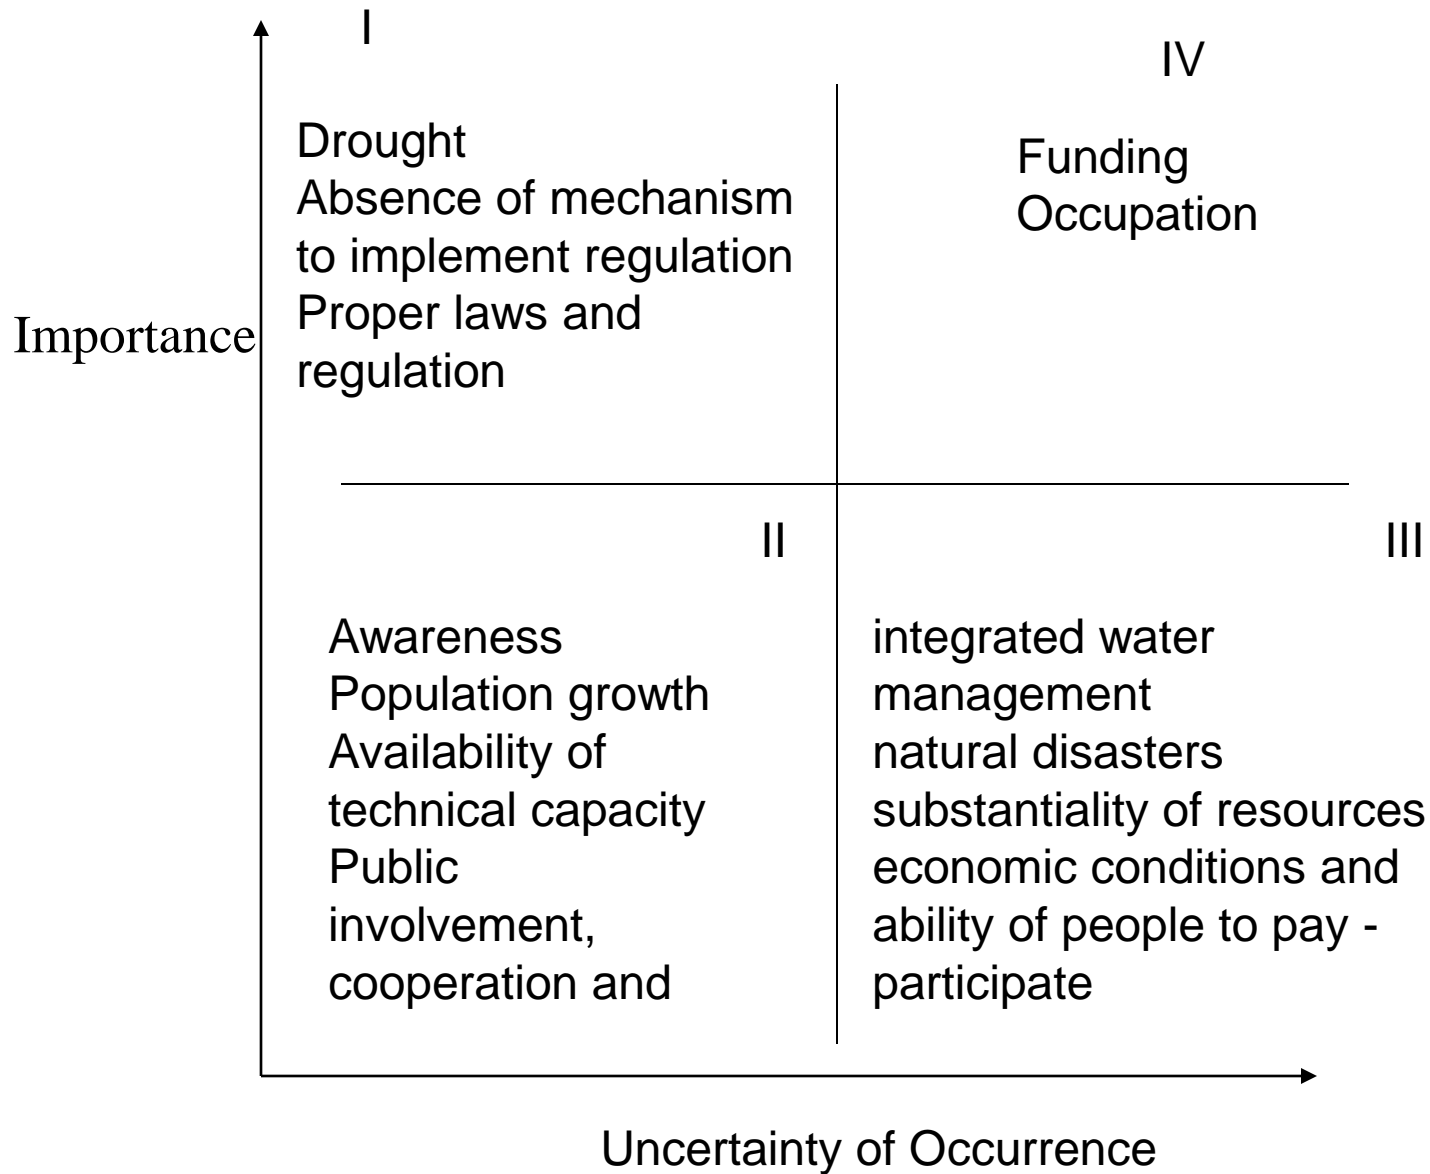 I
IV
Drought
Absence of mechanism
to implement regulation
Proper laws and
regulation
Funding
Occupation
Importance
II
III
Awareness
Population growth
Availability of
technical capacity
Public
involvement,
cooperation and
integrated water
management
natural disasters
substantiality of resources
economic conditions and
ability of people to pay -
participate
Uncertainty of Occurrence